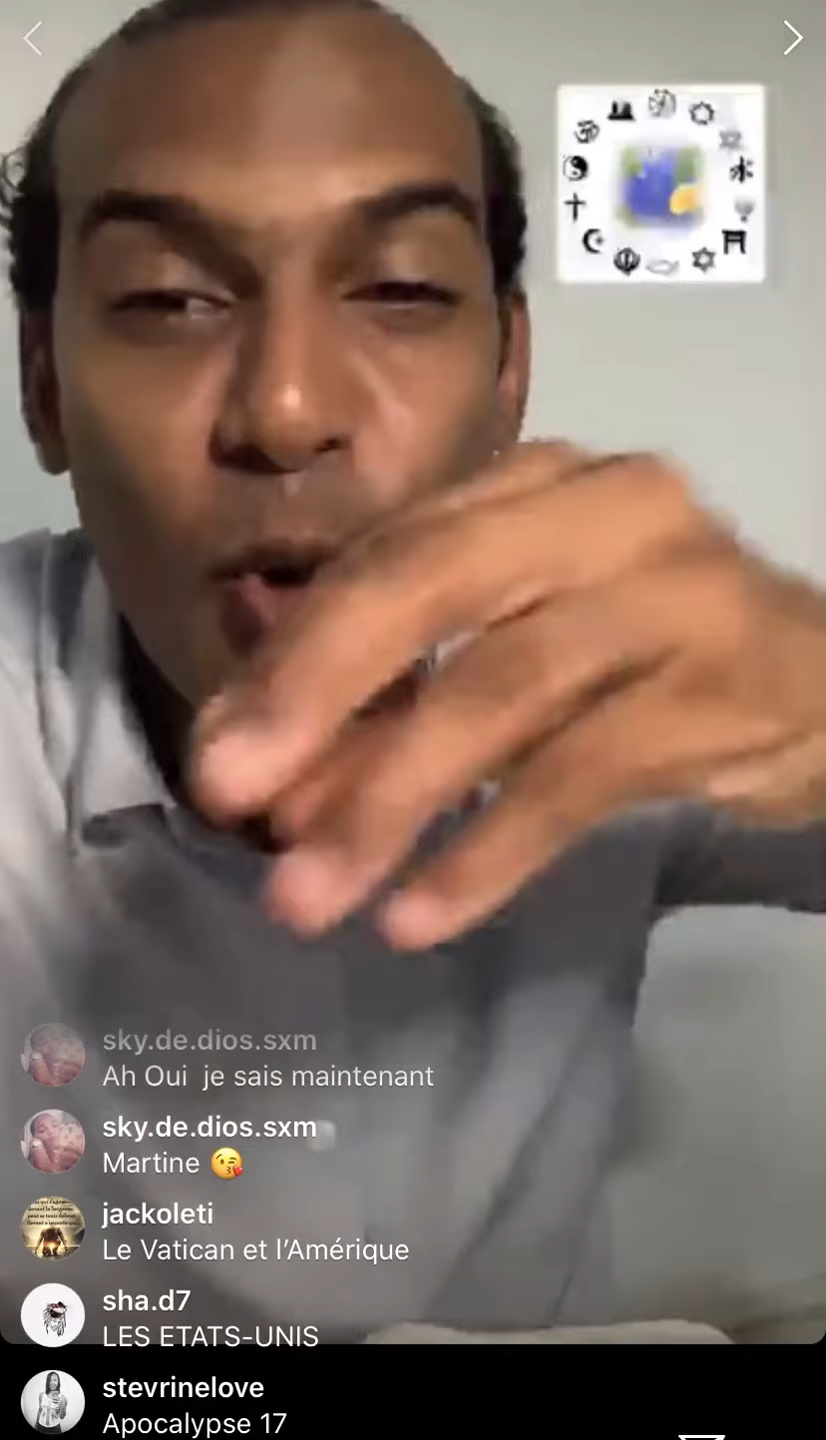 sky.de.dios.sxm
Ah Oui je sais maintenant
sky.de.dios.sxm
Martine 😘
jackoleti
Le Vatican et l’Amérique
sha.d7
LES ETATS-UNIS
stevrinelove
Apocalypse 17